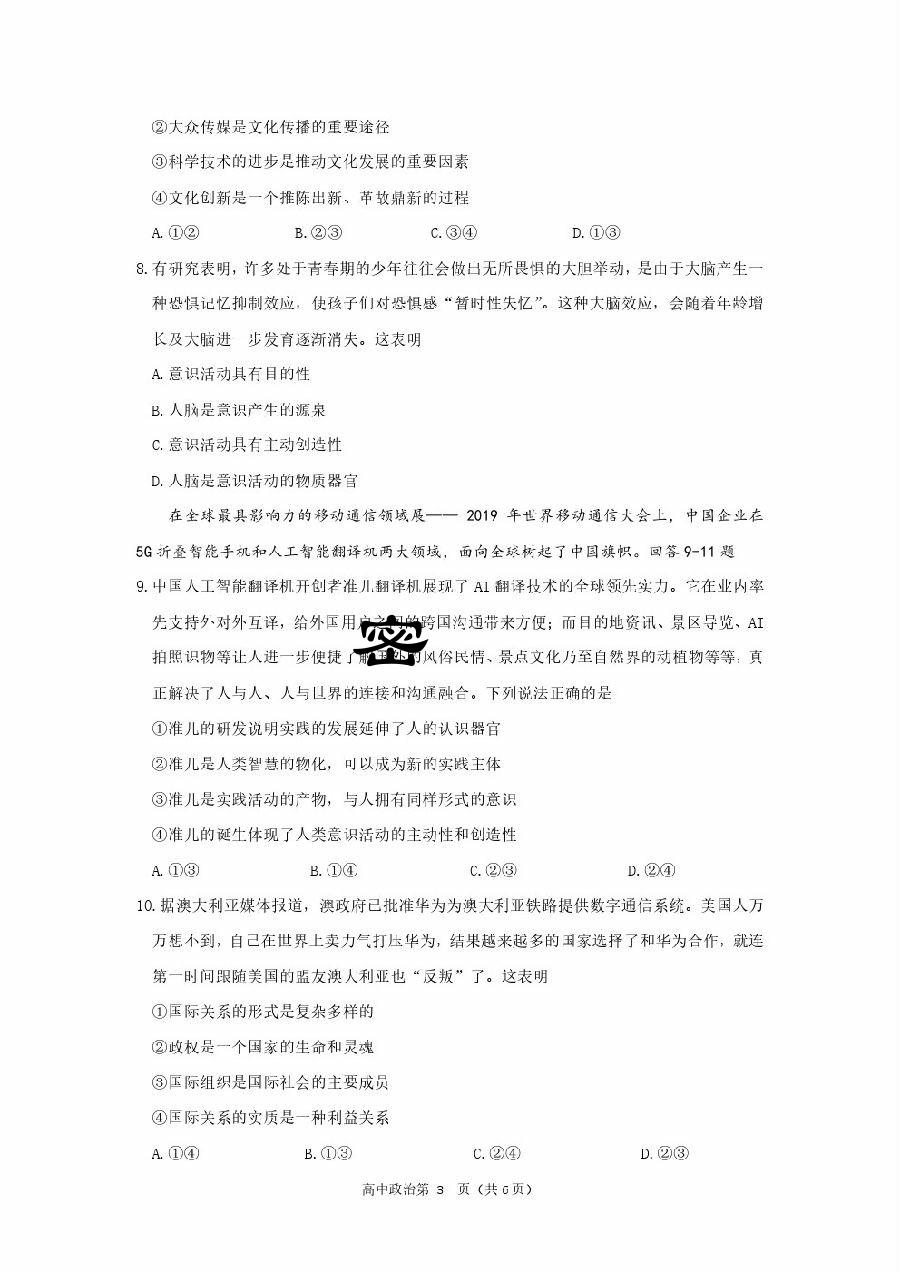 ②大众传媒是文化传播的重要途径
③科学技术的进步是推动文化发展的重要因素
④文化创新是一个推陈出新、革故鼎新的过程
A.①② B.②③ C.③④ D.①③
8.有研究表明，许多处于青春期的少年往往会做出无所畏惧的大胆举动，是由于大脑产生一
种恐惧记忆抑制效应，使孩子们对恐惧感“暂时性失忆”。这种大脑效应，会随着年龄增
长及大脑进 步发育逐渐消失。这表明
A.意识活动具有目的性
B.人脑是意识产生的源泉
C.意识活动具有主动创造性
D.人脑是意识活动的物质器官
在全球最具影响力的移动通信领域展—— 2019 年世界移动通信大会上，中国企业在
5G 折叠智能手机和人工智能翻译机两大领域，面向全球树起了中国旗帜。回答 9-11 题
9.中国人工智能翻译机开创者准儿翻译机展现了 AI 翻译技术的全球领先实力。它在业内率
先支持外对外互译，给外国用户之间的跨国沟通带来方便；而目的地资讯、景区导览、AI
拍照识物等让人进一步便捷了解国外的风俗民情、景点文化乃至自然界的动植物等等，真
正解决了人与人、人与世界的连接和沟通融合。下列说法正确的是
①准儿的研发说明实践的发展延伸了人的认识器官
②准儿是人类智慧的物化，可以成为新的实践主体
③准儿是实践活动的产物，与人拥有同样形式的意识
④准儿的诞生体现了人类意识活动的主动性和创造性
A.①③ B.①④ C.②③ D.②④
密
10.据澳大利亚媒体报道，澳政府已批准华为为澳大利亚铁路提供数字通信系统。美国人万
万想不到，自己在世界上卖力气打压华为，结果越来越多的国家选择了和华为合作，就连
第一时间跟随美国的盟友澳大利亚也“反叛”了。这表明
①国际关系的形式是复杂多样的
②政权是一个国家的生命和灵魂
③国际组织是国际社会的主要成员
④国际关系的实质是一种利益关系
A.①④ B.①③ C.②④ D.②③
高中政治第 3 页（共 6 页）